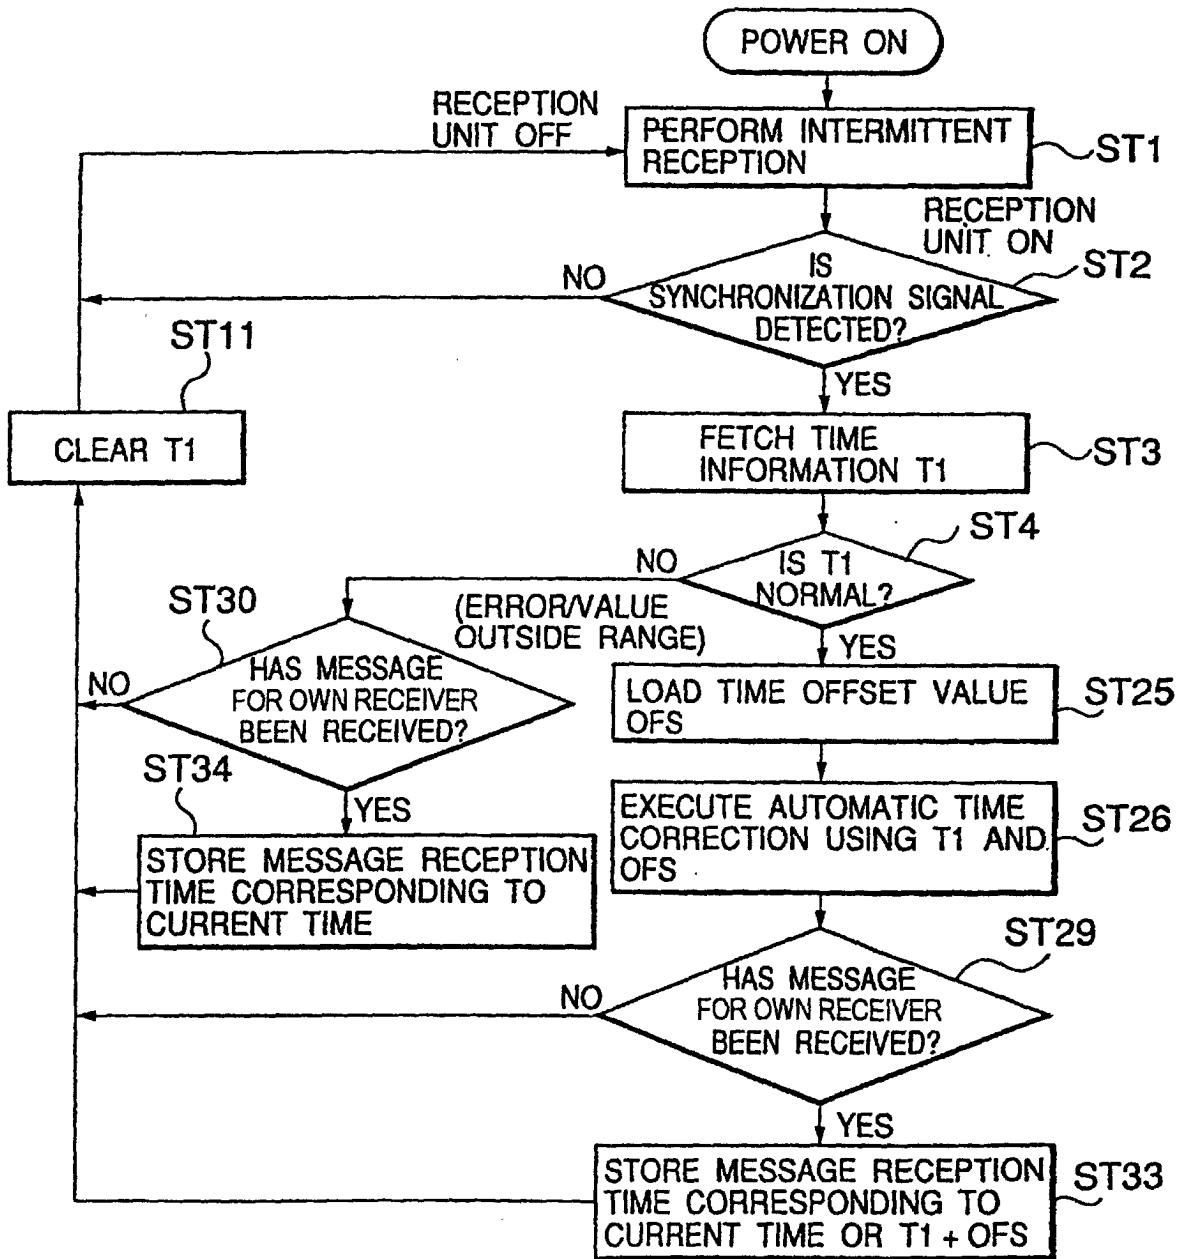 POWER ON
RECEPTION
UNIT OFF
PERFORM INTERMITTENT
RECEPTION
ST1
RECEPTION
UNIT ON
NO
IS
SYNCHRONIZATION SIGNAL
DETECTED?
ST2
ST11
YES
CLEAR T1
FETCH TIME
INFORMATION T1
ST3
ST4
NO
IS T1
NORMAL?
ST30
(ERROR/VALUE
OUTSIDE RANGE)
YES
NO
HAS MESSAGE
FOR OWN RECEIVER
BEEN RECEIVED?
LOAD TIME OFFSET VALUE
OFS
ST25
ST34
YES
EXECUTE AUTOMATIC TIME
CORRECTION USING T1 AND
OFS
ST26
STORE MESSAGE RECEPTION
TIME CORRESPONDING TO
CURRENT TIME
ST29
NO
HAS MESSAGE
FOR OWN RECEIVER
BEEN RECEIVED?
YES
STORE MESSAGE RECEPTION
TIME CORRESPONDING TO
CURRENT TIME OR T1 + OFS
ST33